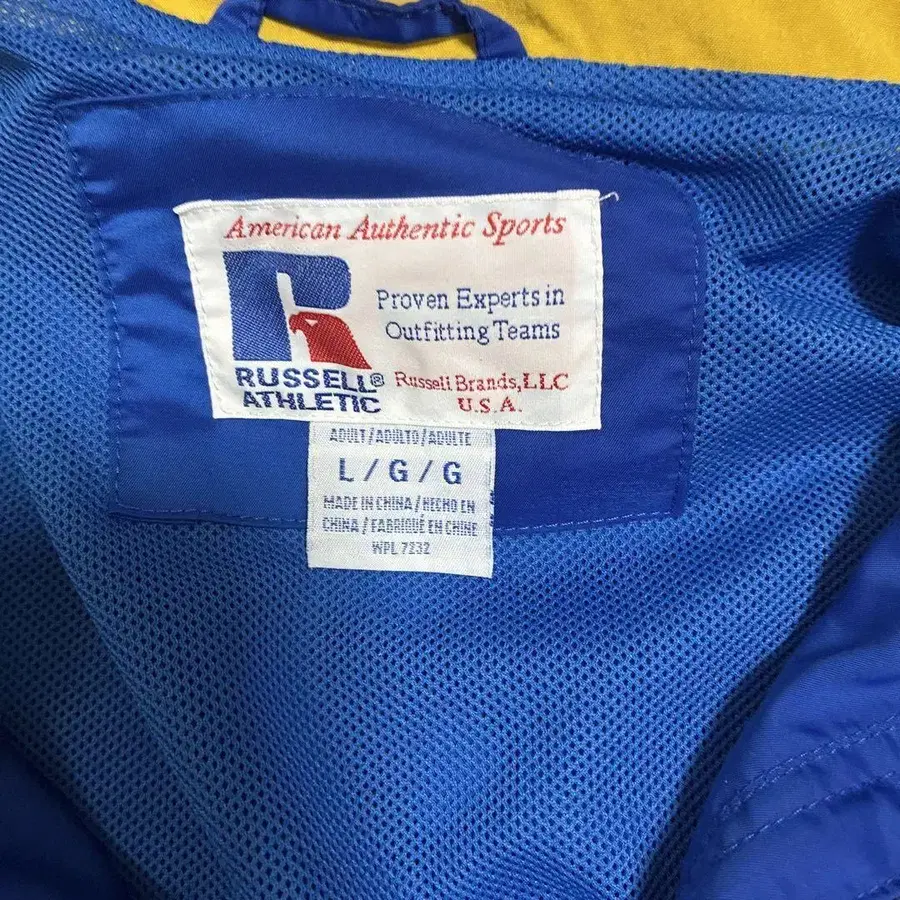 American Authentic Sports
Proven Experts in
Outfitting Teams
RUSSELL®
ATHLETIC
Russell Brands, LLC
U.S.A.
ADULT/ADULTO/ADULTE
L/G/G
MADE IN CHINA/HECHO EN
CHINA/FABRIQUÉ EN CHINE
WPL 7232